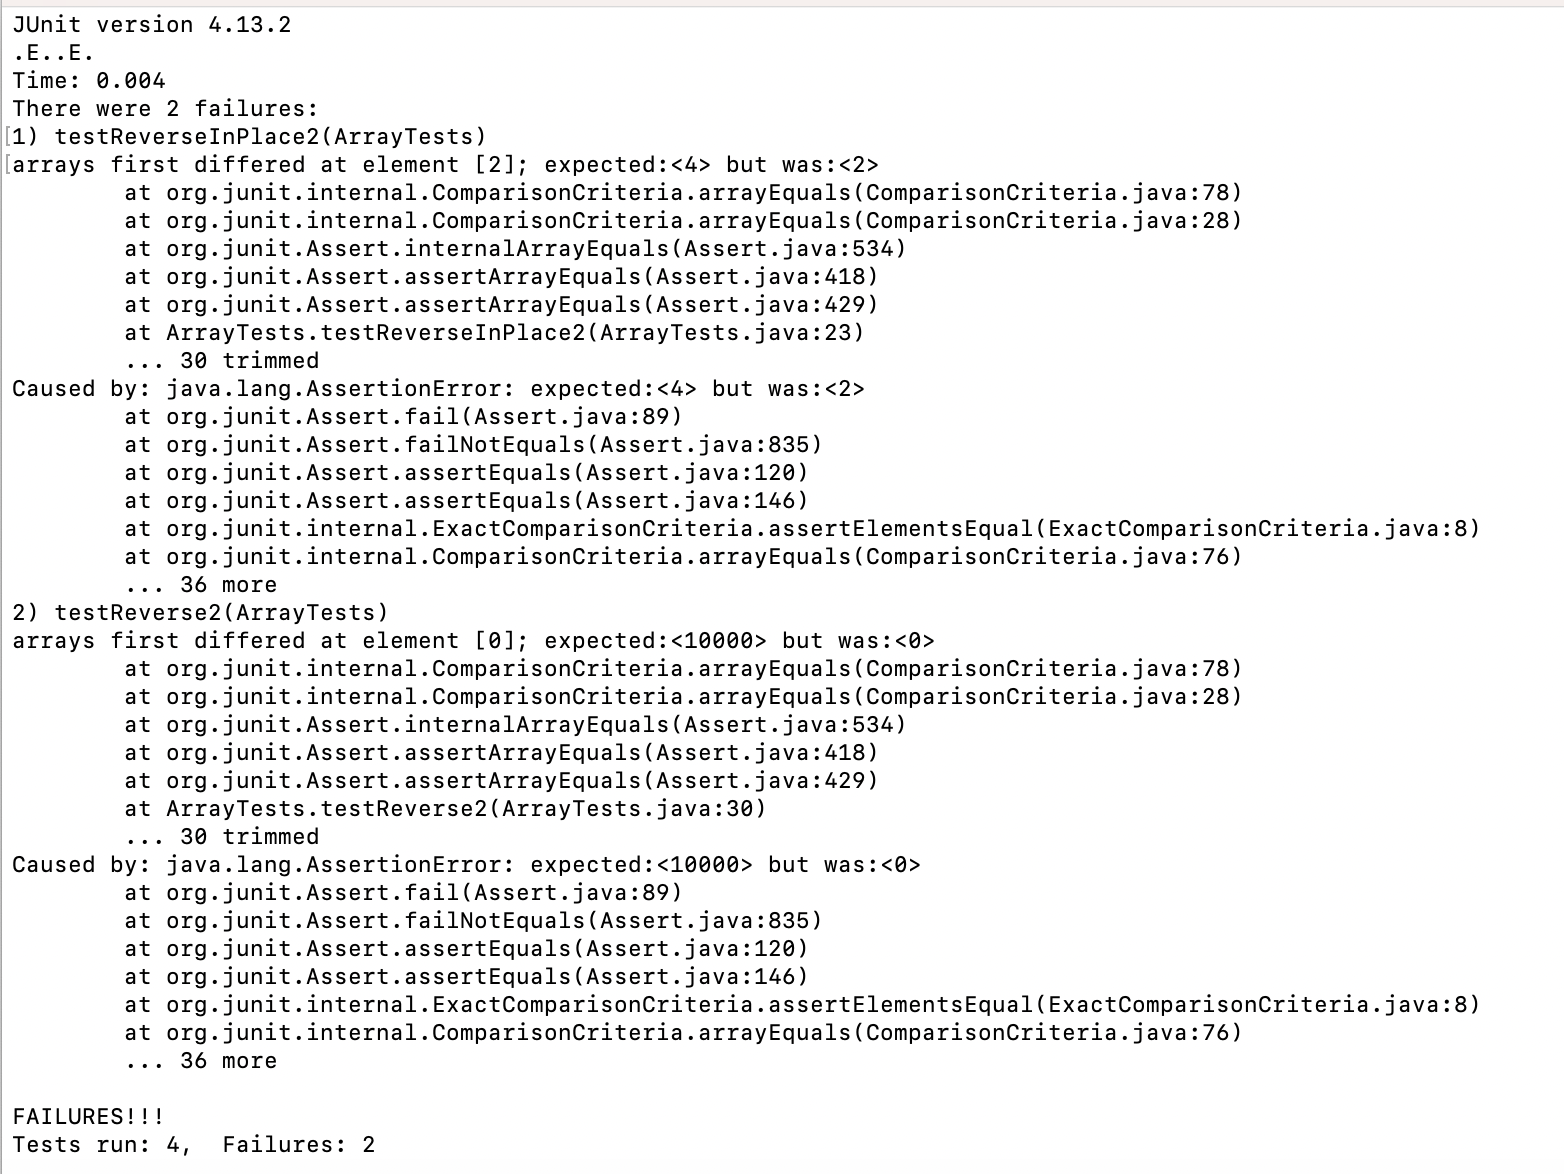 JUnit version 4.13.2
.E..E.
Time: 0.004
There were 2 failures:
[1) testReverseInPlace2(ArrayTests)
[arrays first differed at element [2]; expected:<4> but was:<2>
at org.junit.internal.ComparisonCriteria.arrayEquals(ComparisonCriteria.java:78)
at org.junit.internal.ComparisonCriteria.arrayEquals(ComparisonCriteria.java:28)
at org.junit.Assert.internalArrayEquals(Assert.java:534)
at org.junit.Assert.assertArrayEquals(Assert.java:418)
at org.junit.Assert.assertArrayEquals(Assert.java:429)
at ArrayTests.testReverseInPlace2(ArrayTests.java:23)
... 30 trimmed
Caused by: java.lang.AssertionError: expected:<4> but was:<2>
at org.junit.Assert.fail(Assert.java:89)
at org.junit.Assert.failNotEquals(Assert.java:835)
at org.junit.Assert.assertEquals(Assert.java:120)
at org.junit.Assert.assertEquals(Assert.java:146)
at org.junit.internal.ExactComparisonCriteria.assertElementsEqual(ExactComparisonCriteria.java:8)
at org.junit.internal.ComparisonCriteria.arrayEquals(ComparisonCriteria.java:76)
... 36 more
2) testReverse2(ArrayTests)
arrays first differed at element [0]; expected:<10000> but was:<0>
at org.junit.internal.ComparisonCriteria.arrayEquals(ComparisonCriteria.java:78)
at org.junit.internal.ComparisonCriteria.arrayEquals(ComparisonCriteria.java:28)
at org.junit.Assert.internalArrayEquals(Assert.java:534)
at org.junit.Assert.assertArrayEquals(Assert.java:418)
at org.junit.Assert.assertArrayEquals(Assert.java:429)
at ArrayTests.testReverse2(ArrayTests.java:30)
... 30 trimmed
Caused by: java.lang.AssertionError: expected:<10000> but was:<0>
at org.junit.Assert.fail(Assert.java:89)
at org.junit.Assert.failNotEquals(Assert.java:835)
at org.junit.Assert.assertEquals(Assert.java:120)
at org.junit.Assert.assertEquals(Assert.java:146)
at org.junit.internal.ExactComparisonCriteria.assertElementsEqual(ExactComparisonCriteria.java:8)
at org.junit.internal.ComparisonCriteria.arrayEquals(ComparisonCriteria.java:76)
... 36 more
FAILURES!!!
Tests run: 4,  Failures: 2